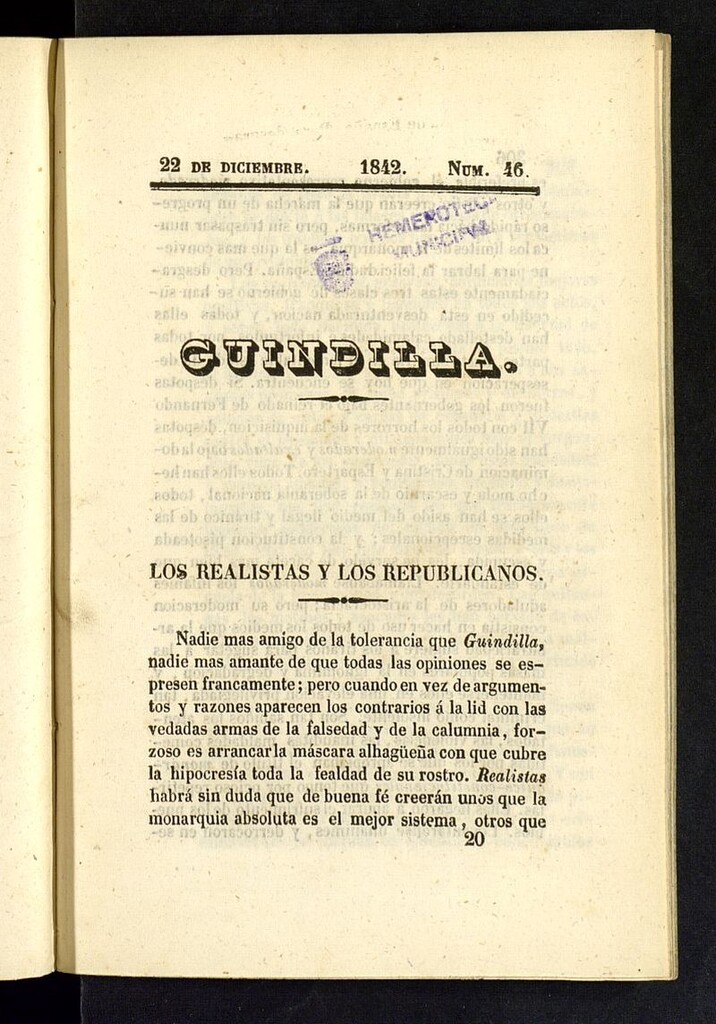 22 DE DICIEMBRE. 1842. NUM. 46.
HEMEROTECA
MUNICIPAL
GUINDILLA.
LOS REALISTAS Y LOS REPUBLICANOS.
Nadie mas amigo de la tolerancia que Guindilla,
nadie mas amante de que todas las opiniones se es-
presen francamente; pero cuando en vez de argumen-
tos y razones aparecen los contrarios á la lid con las
vedadas armas de la falsedad y de la calumnia, for-
zoso es arrancarla máscara alhagüeña con que cubre
la hipocresía toda la fealdad de su rostro. Realistas
habrá sin duda que de buena fé creerán unos que la
monarquia absoluta es el mejor sistema, otros que
20